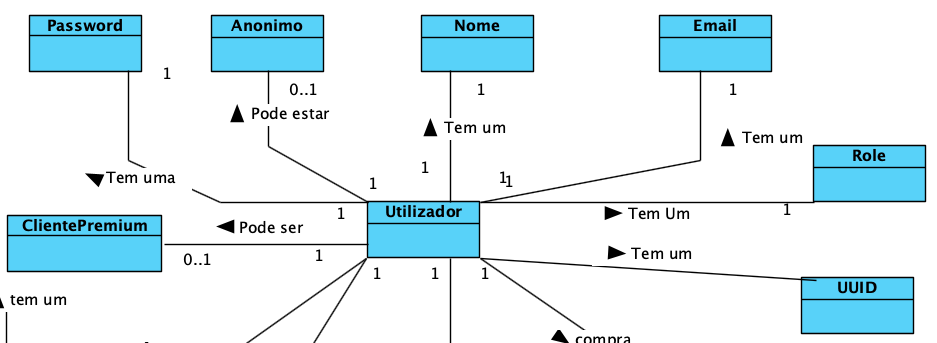 Password
Anonimo
Nome
Email
1
0..1
1
1
Pode estar
Tem um
Tem um
Role
1
Tem uma
1
1
1
1
1
Utilizador
Tem Um
ClientePremium
Pode ser
0..1
1
Tem um
1
1
1
UUID
tem um
compra